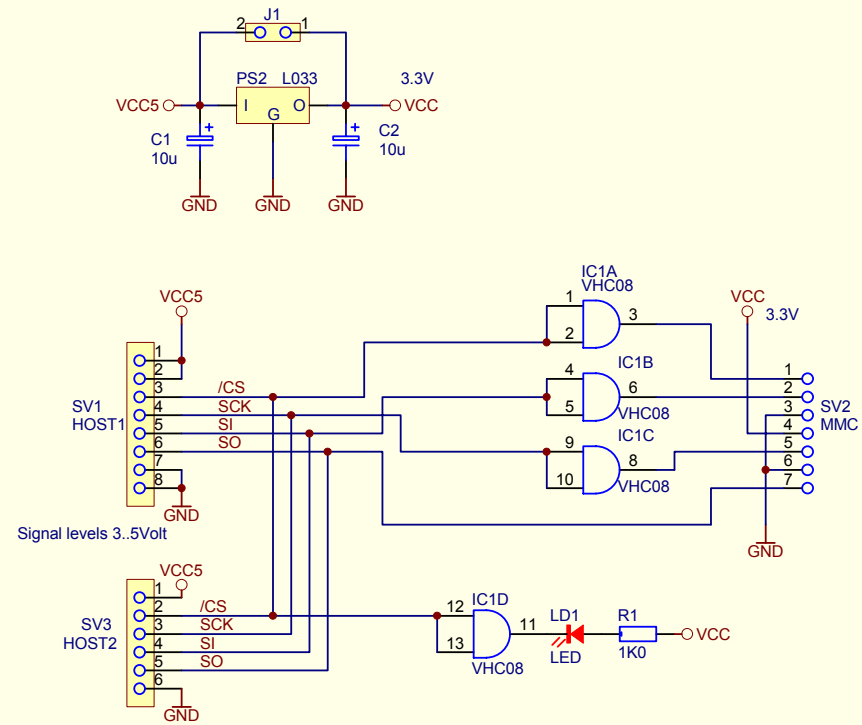 J1
2 1
PS2 L033 3.3V
VCC5 I G O VCC
C1
10u
C2
10u
GND GND GND
IC1A
VHC08
1
2
3
VCC5
VCC
3.3V
SV1
HOST1
1
2
3 /CS
4 SCK
5 SI
6 SO
7
8
GND
Signal levels 3..5Volt
IC1B
4
5
6
VHC08
IC1C
9
10
8
VHC08
1
2
3
4
5
6
7
SV2
MMC
GND
VCC5
SV3
HOST2
1
2 /CS
3 SCK
4 SI
5 SO
6
GND
IC1D
12
13
11
VHC08
LD1
LED
R1
1K0
VCC